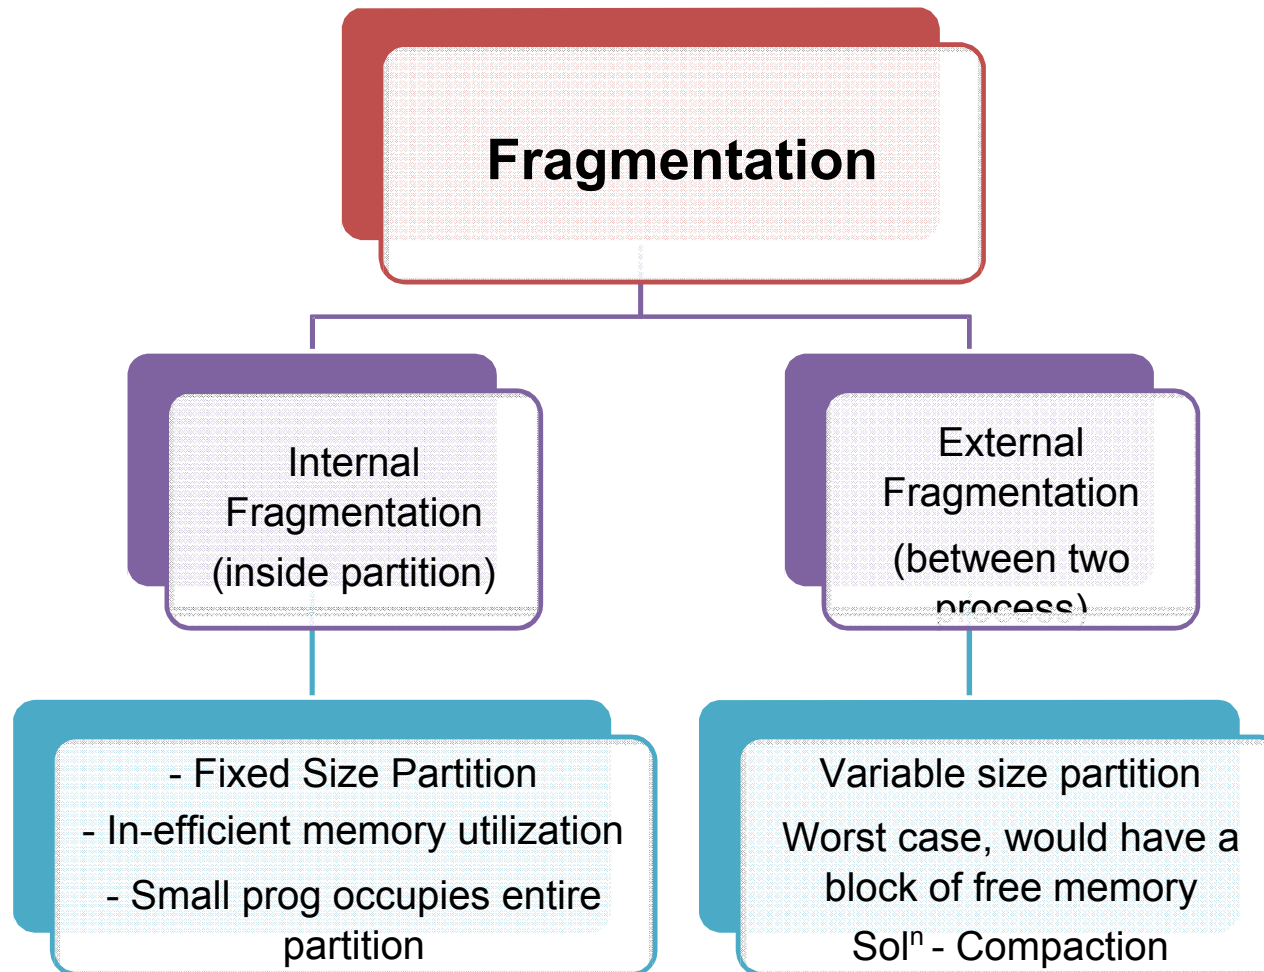 Fragmentation
Internal
Fragmentation
(inside partition)
External
Fragmentation
(between two
process)
- Fixed Size Partition
- In-efficient memory utilization
- Small prog occupies entire
partition
Variable size partition
Worst case, would have a
block of free memory
Solⁿ - Compaction